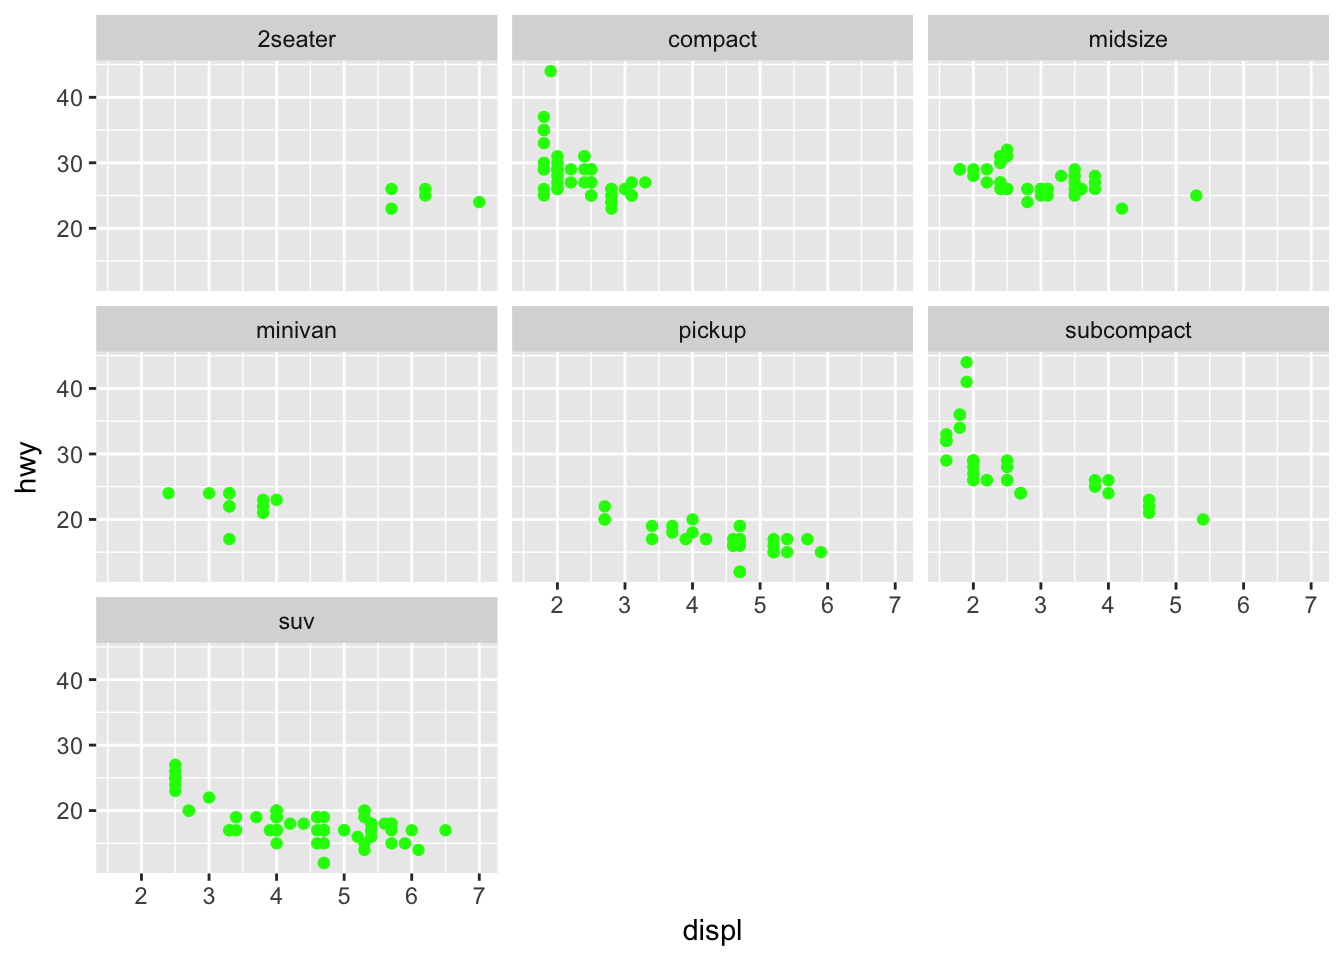 2seater compact midsize
40
30
20
minivan pickup subcompact
40
30
20
hwy
2 3 4 5 6 7 2 3 4 5 6 7
suv
40
30
20
2 3 4 5 6 7
displ